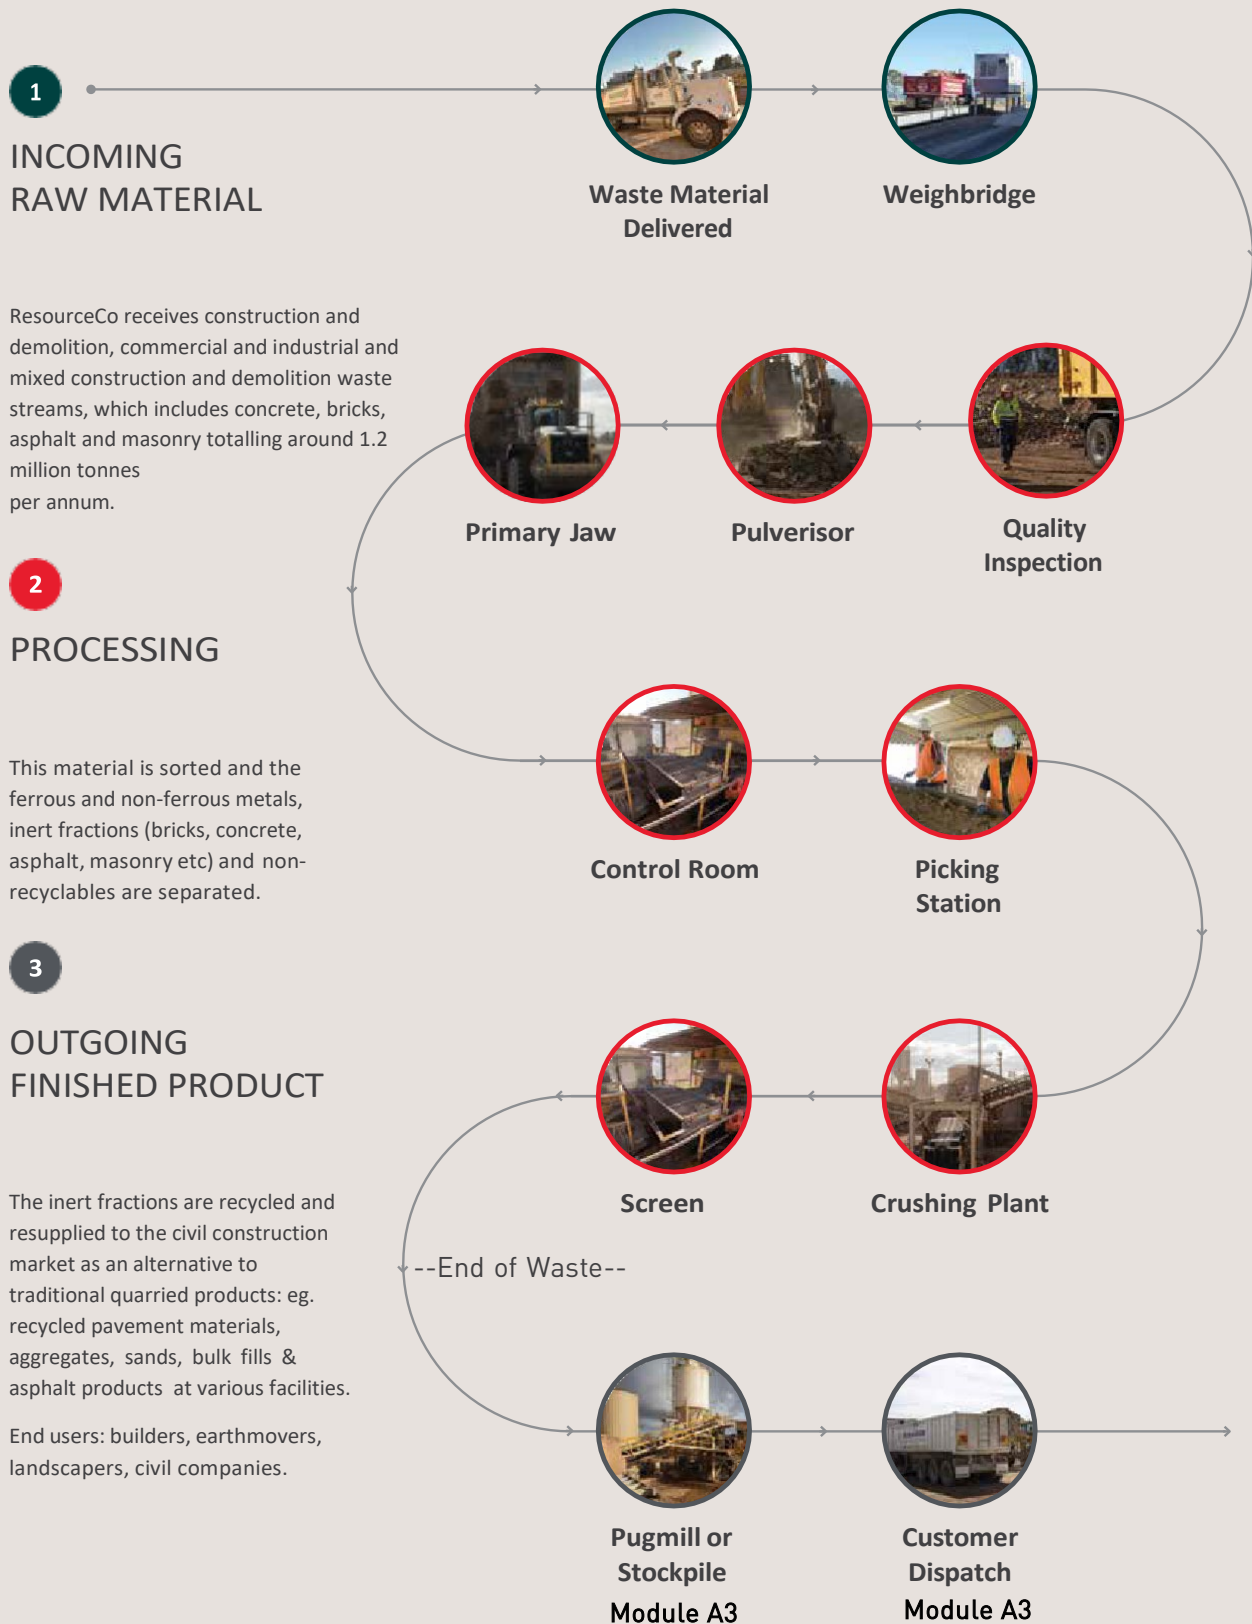 1
INCOMING
RAW MATERIAL
Waste Material
Delivered
Weighbridge
ResourceCo receives construction and
demolition, commercial and industrial and
mixed construction and demolition waste
streams, which includes concrete, bricks,
asphalt and masonry totalling around 1.2
million tonnes
per annum.
Primary Jaw
Pulverisor
Quality
Inspection
2
PROCESSING
This material is sorted and the
ferrous and non-ferrous metals,
inert fractions (bricks, concrete,
asphalt, masonry etc) and non-
recyclables are separated.
Control Room
Picking
Station
3
OUTGOING
FINISHED PRODUCT
Screen
Crushing Plant
The inert fractions are recycled and
resupplied to the civil construction
market as an alternative to
traditional quarried products: eg.
recycled pavement materials,
aggregates, sands, bulk fills &
asphalt products at various facilities.
End users: builders, earthmovers,
landscapers, civil companies.
--End of Waste--
Pugmill or
Stockpile
Module A3
Customer
Dispatch
Module A3